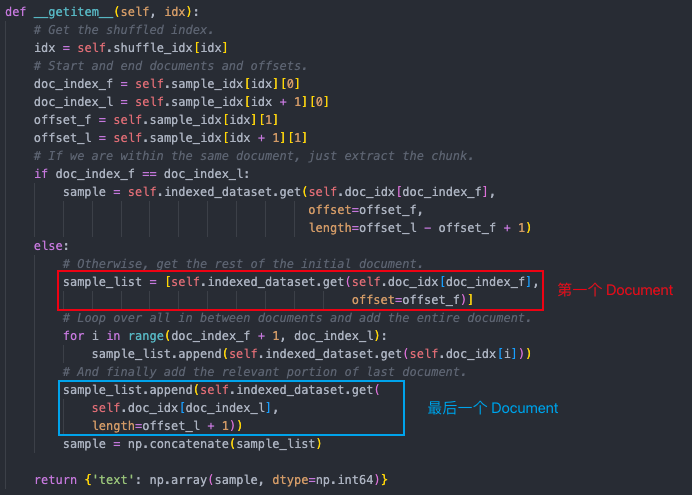 def __getitem__(self, idx):
    # Get the shuffled index.
    idx = self.shuffle_idx[idx]
    # Start and end documents and offsets.
    doc_index_f = self.sample_idx[idx][0]
    doc_index_l = self.sample_idx[idx + 1][0]
    offset_f = self.sample_idx[idx][1]
    offset_l = self.sample_idx[idx + 1][1]
    # If we are within the same document, just extract the chunk.
    if doc_index_f == doc_index_l:
        sample = self.indexed_dataset.get(self.doc_idx[doc_index_f],
                                          offset=offset_f,
                                          length=offset_l - offset_f + 1)
    else:
        # Otherwise, get the rest of the initial document.
        sample_list = [self.indexed_dataset.get(self.doc_idx[doc_index_f],
                                                offset=offset_f)]
第一个 Document
        # Loop over all in between documents and add the entire document.
        for i in range(doc_index_f + 1, doc_index_l):
            sample_list.append(self.indexed_dataset.get(self.doc_idx[i]))
        # And finally add the relevant portion of last document.
        sample_list.append(self.indexed_dataset.get(
            self.doc_idx[doc_index_l],
            length=offset_l + 1))
最后一个 Document
        sample = np.concatenate(sample_list)
    return {'text': np.array(sample, dtype=np.int64)}